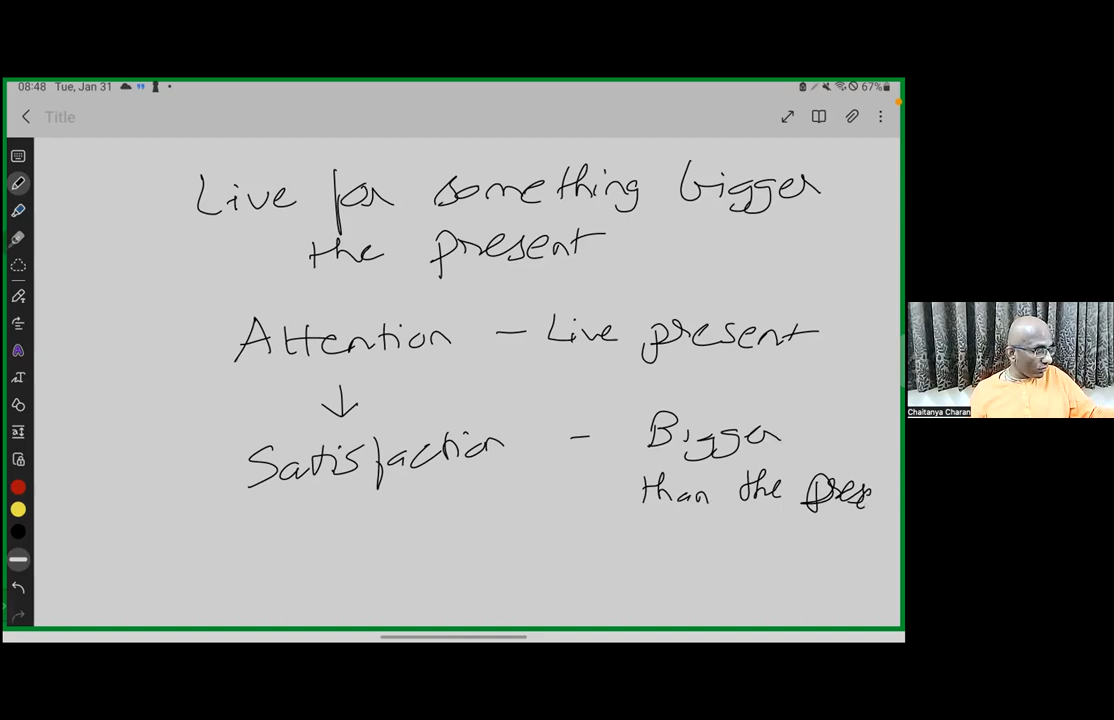 08:48 Tue, Jan 31
67%
Title
Live for something bigger
the present
Attention - Live present
↓
Satisfaction - Bigger
than the pres
Chaitanya Charan